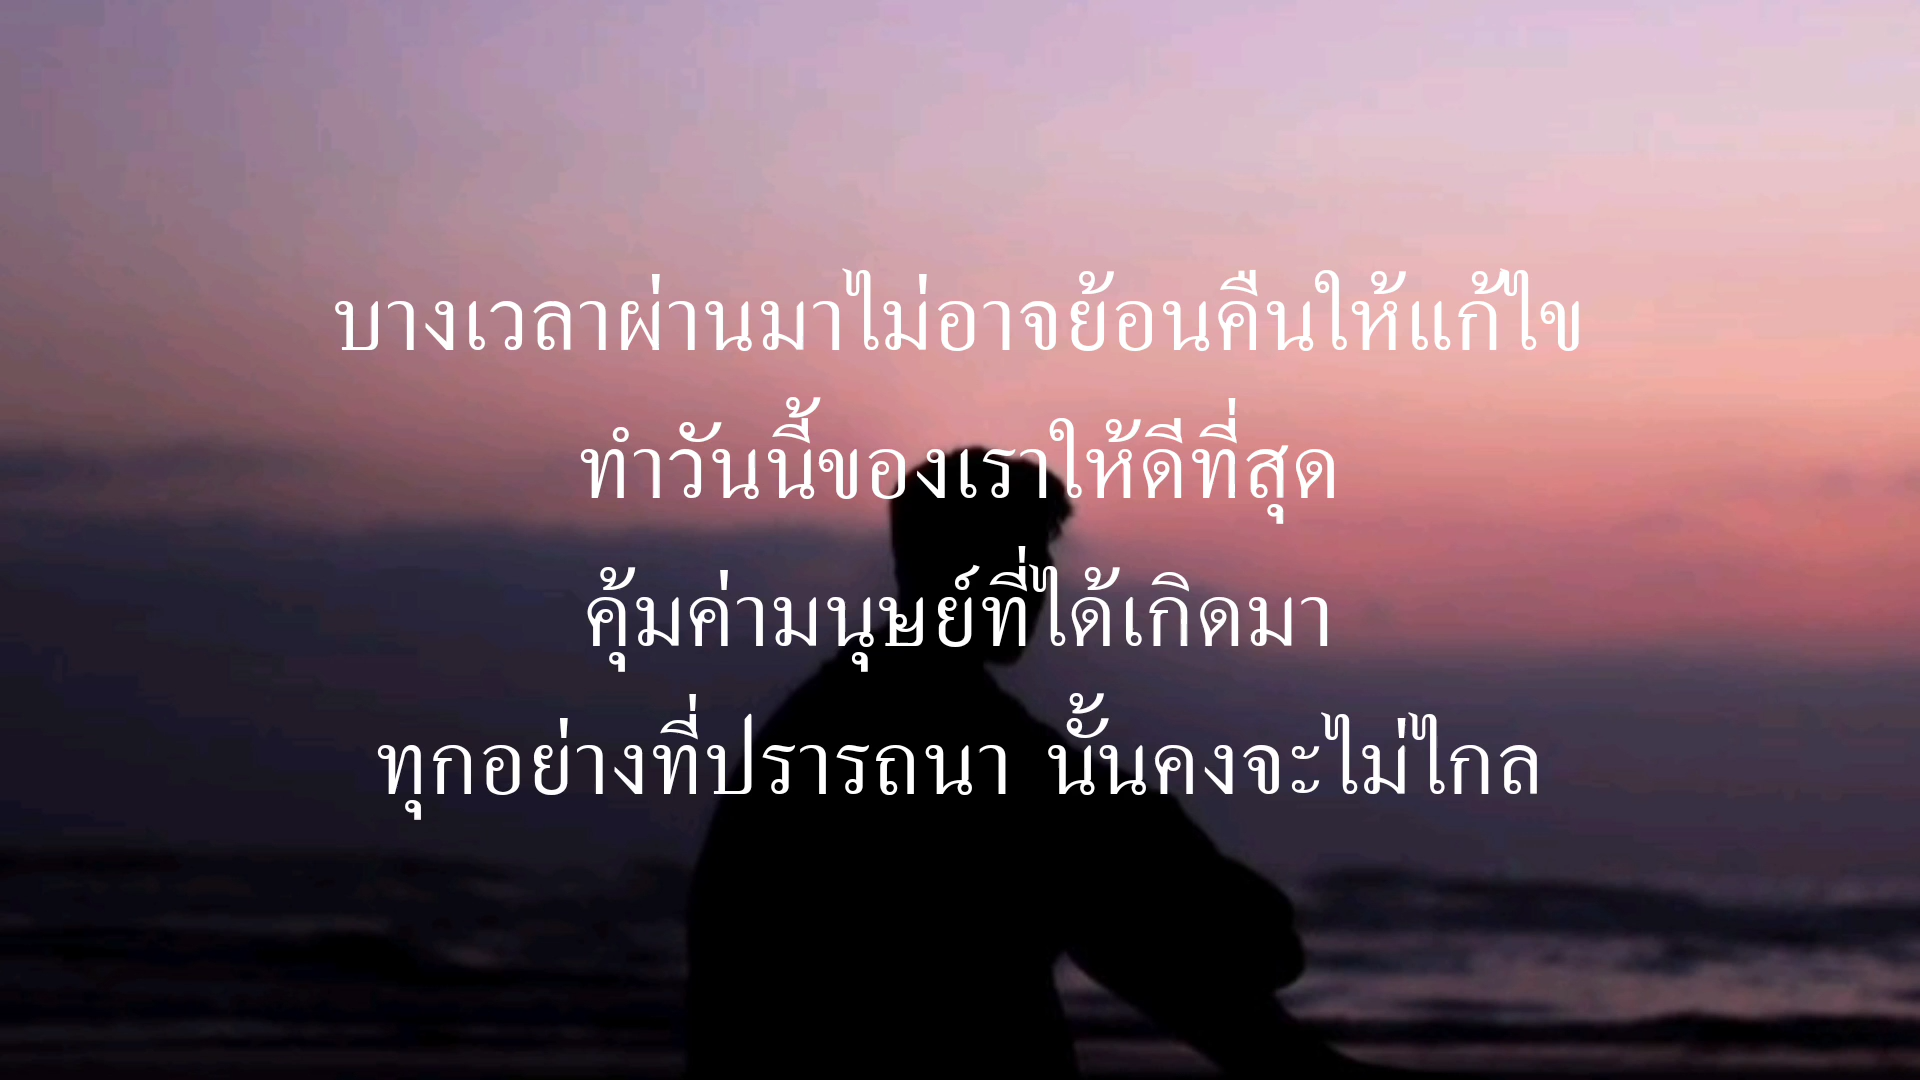 บางเวลาผ่านมาไม่อาจย้อนคืนให้แก้ไข
ทำวันนี้ของเราให้ดีที่สุด
คุ้มค่ามนุษย์ที่ได้เกิดมา
ทุกอย่างที่ปรารถนา นั้นคงจะไม่ไกล